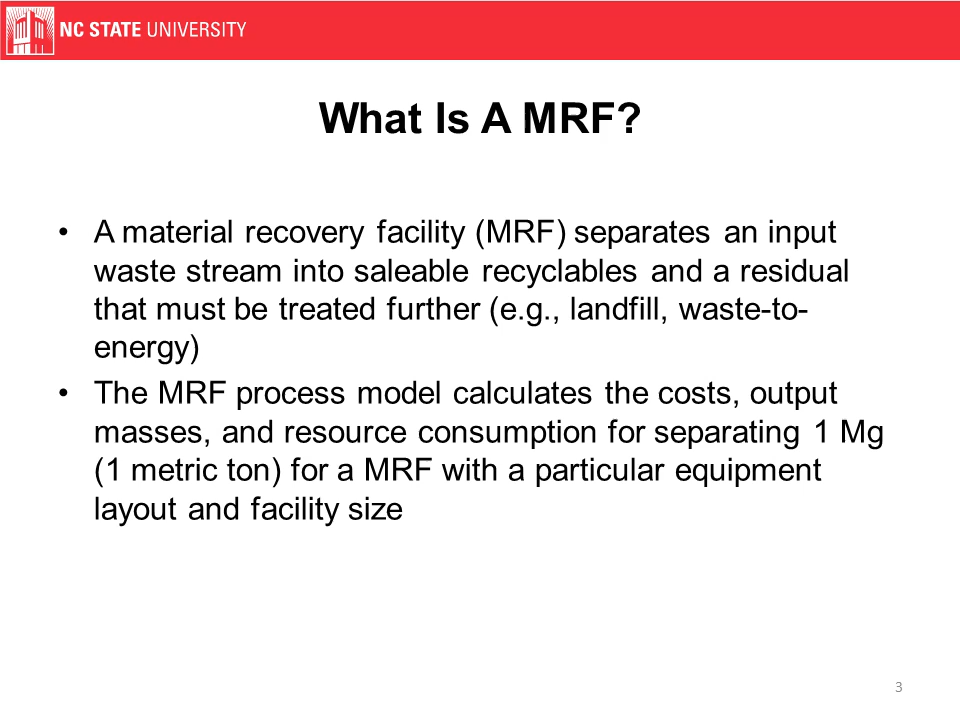 NC STATE UNIVERSITY
What Is A MRF?
• A material recovery facility (MRF) separates an input
waste stream into saleable recyclables and a residual
that must be treated further (e.g., landfill, waste-to-
energy)
• The MRF process model calculates the costs, output
masses, and resource consumption for separating 1 Mg
(1 metric ton) for a MRF with a particular equipment
layout and facility size
3